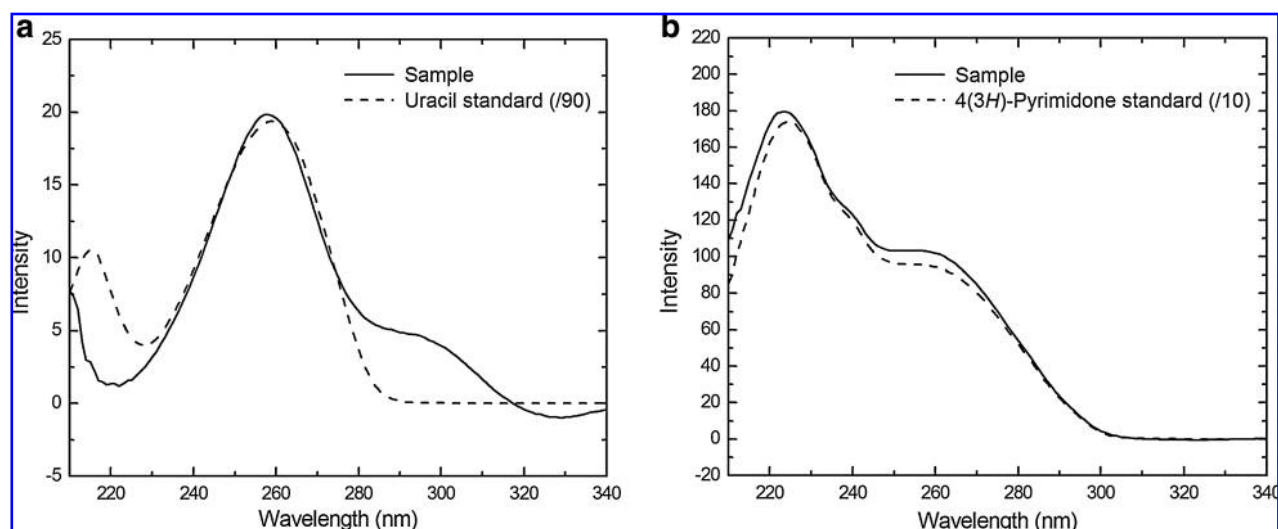 a
25
20
15
10
5
0
-5
Intensity
Sample
Uracil standard (/90)
220 240 260 280 300 320 340
Wavelength (nm)
b
220
200
180
160
140
120
100
80
60
40
20
0
-20
Intensity
Sample
4(3H)-Pyrimidone standard (/10)
220 240 260 280 300 320 340
Wavelength (nm)